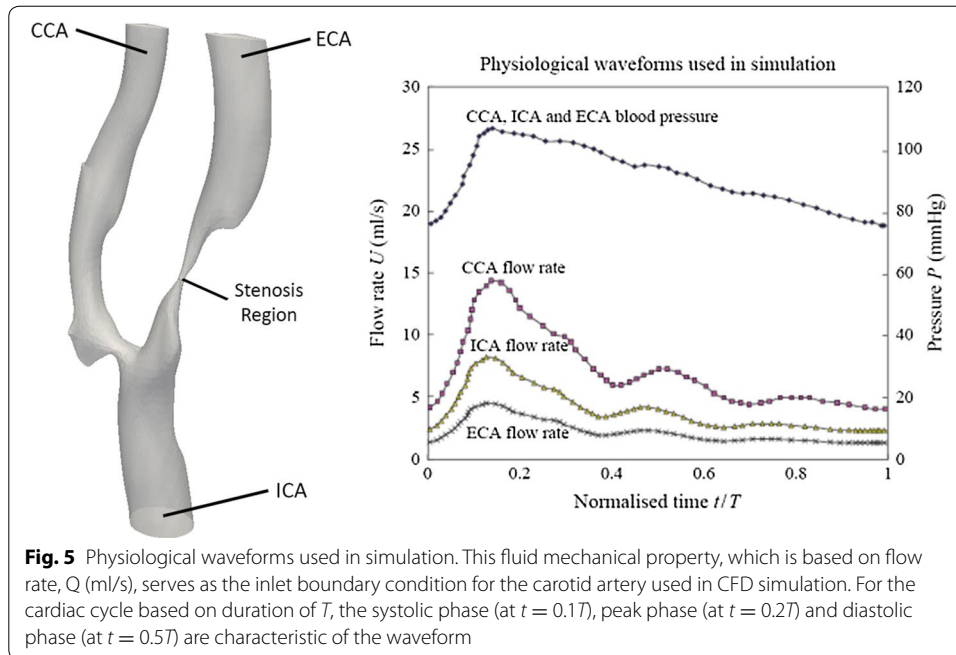 CCA
ECA
Stenosis
Region
ICA
Physiological waveforms used in simulation
30
25
20
15
10
5
0
Flow rate U (ml/s)
120
100
80
60
40
20
0
Pressure P (mmHg)
CCA, ICA and ECA blood pressure
CCA flow rate
ICA flow rate
ECA flow rate
0
0.2
0.4
0.6
0.8
1
Normalised time t/T
Fig. 5 Physiological waveforms used in simulation. This fluid mechanical property, which is based on flow
rate, Q (ml/s), serves as the inlet boundary condition for the carotid artery used in CFD simulation. For the
cardiac cycle based on duration of T, the systolic phase (at t = 0.1T), peak phase (at t = 0.2T) and diastolic
phase (at t = 0.5T) are characteristic of the waveform